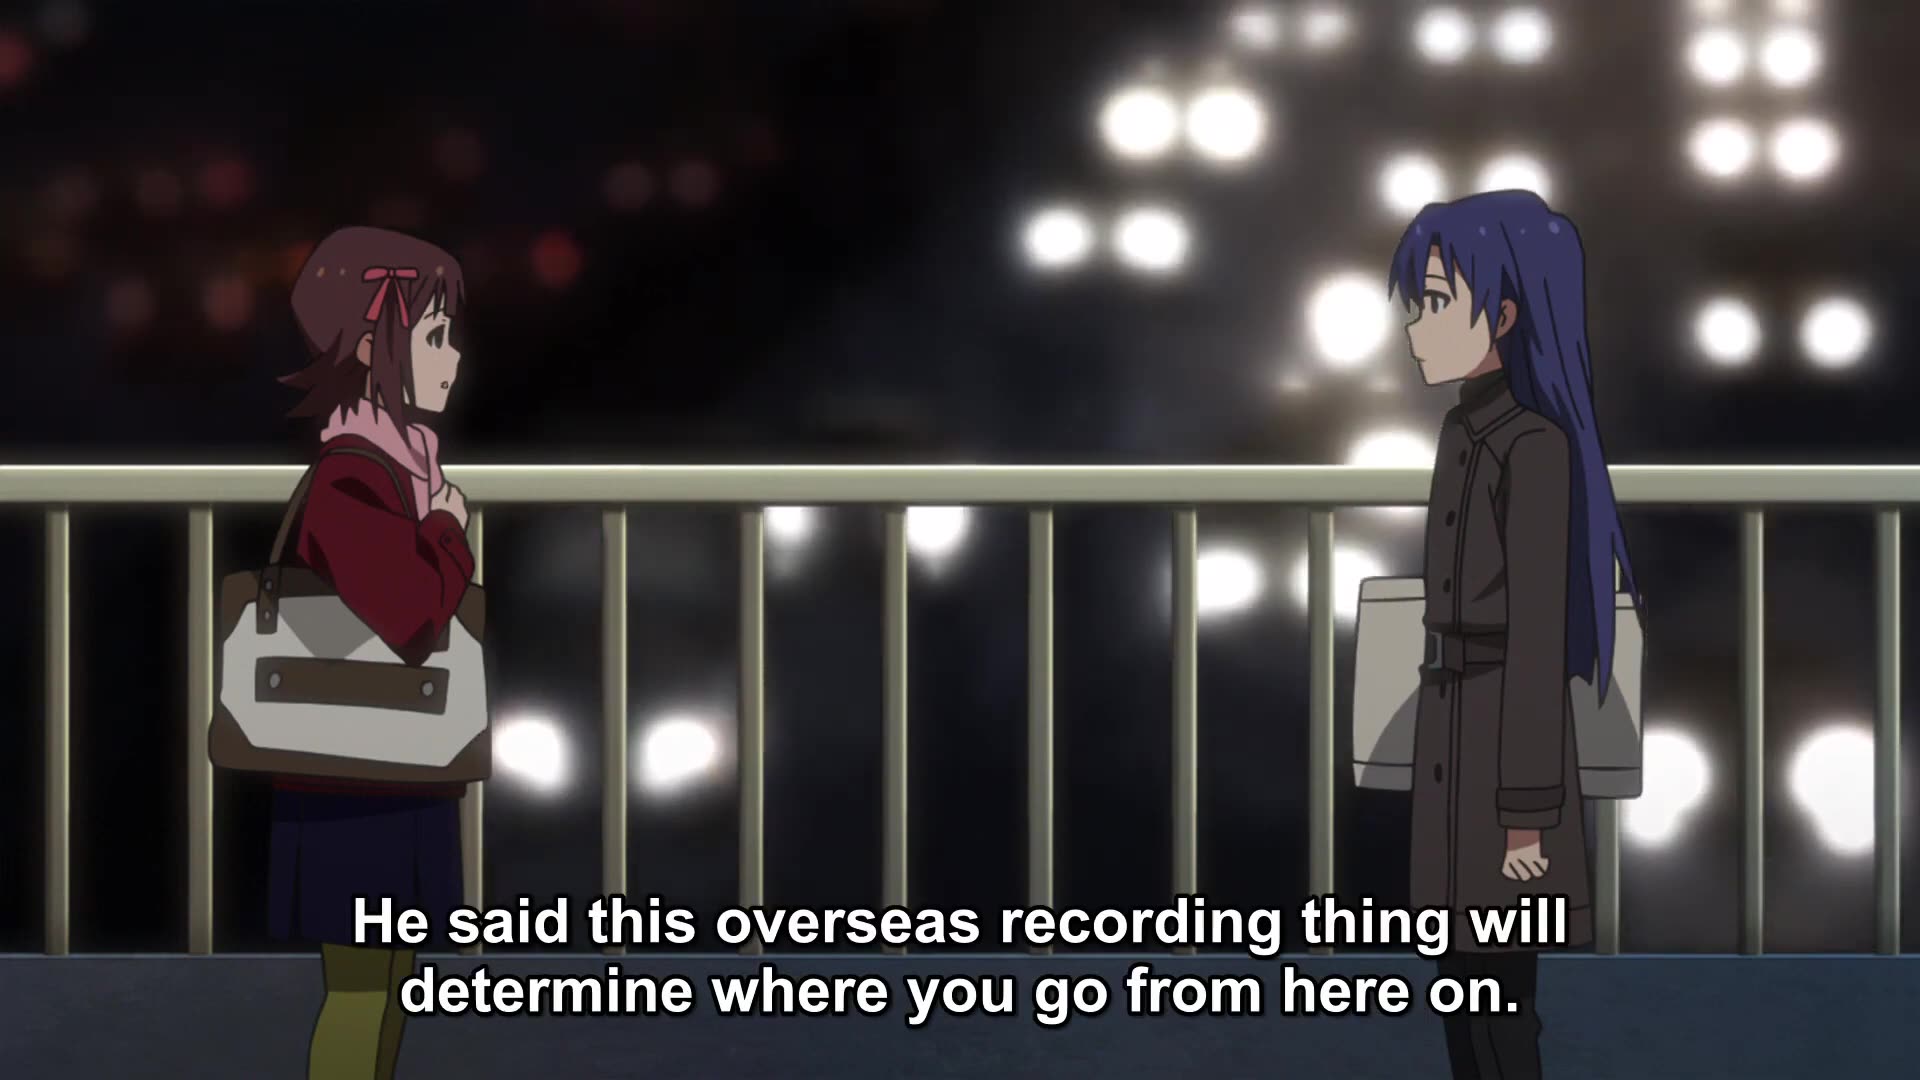 He said this overseas recording thing will
determine where you go from here on.